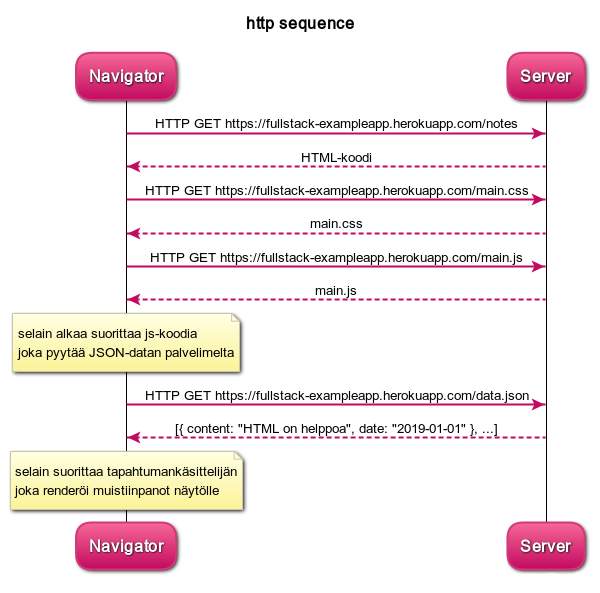 http sequence
Navigator
Server
HTTP GET https://fullstack-exampleapp.herokuapp.com/notes
HTML-koodi
HTTP GET https://fullstack-exampleapp.herokuapp.com/main.css
main.css
HTTP GET https://fullstack-exampleapp.herokuapp.com/main.js
main.js
selain alkaa suorittaa js-koodia
joka pyytää JSON-datan palvelimelta
HTTP GET https://fullstack-exampleapp.herokuapp.com/data.json
[{ content: "HTML on helppoa", date: "2019-01-01" }, ...]
selain suorittaa tapahtumankäsittelijän
joka renderöi muistiinpanot näytölle
Navigator
Server